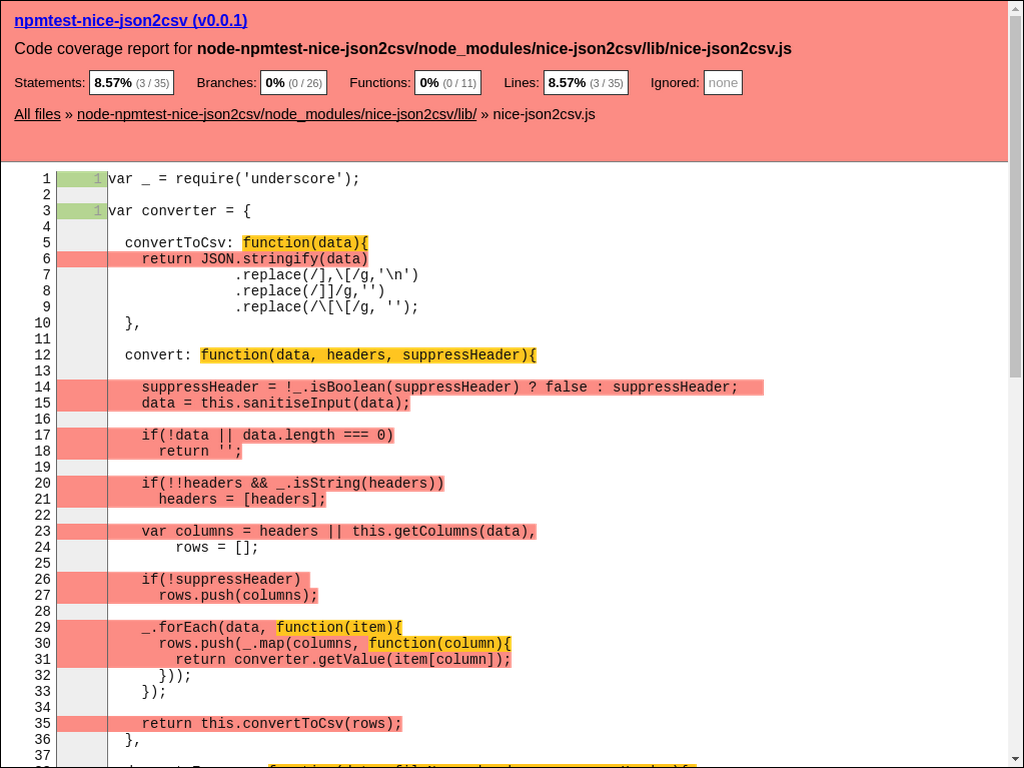 npmtest-nice-json2csv (v0.0.1)
Code coverage report for node-npmtest-nice-json2csv/node_modules/nice-json2csv/lib/nice-json2csv.js
Statements: 8.57% (3 / 35) Branches: 0% (0 / 26) Functions: 0% (0 / 11) Lines: 8.57% (3 / 35) Ignored: none
All files » node-npmtest-nice-json2csv/node_modules/nice-json2csv/lib/ » nice-json2csv.js
1 1 var _ = require('underscore');
2
3 1 var converter = {
4
5 convertToCsv: function(data){
6 return JSON.stringify(data)
7 .replace(/],\[/g,'\n')
8 .replace(/]]/g,'')
9 .replace(/\[\[/g, '');
10 },
11
12 convert: function(data, headers, suppressHeader){
13
14 suppressHeader = !_.isBoolean(suppressHeader) ? false : suppressHeader;
15 data = this.sanitiseInput(data);
16
17 if(!data || data.length === 0)
18 return '';
19
20 if(!!headers && _.isString(headers))
21 headers = [headers];
22
23 var columns = headers || this.getColumns(data),
24 rows = [];
25
26 if(!suppressHeader)
27 rows.push(columns);
28
29 _.forEach(data, function(item){
30 rows.push(_.map(columns, function(column){
31 return converter.getValue(item[column]);
32 }));
33 });
34
35 return this.convertToCsv(rows);
36 },
37